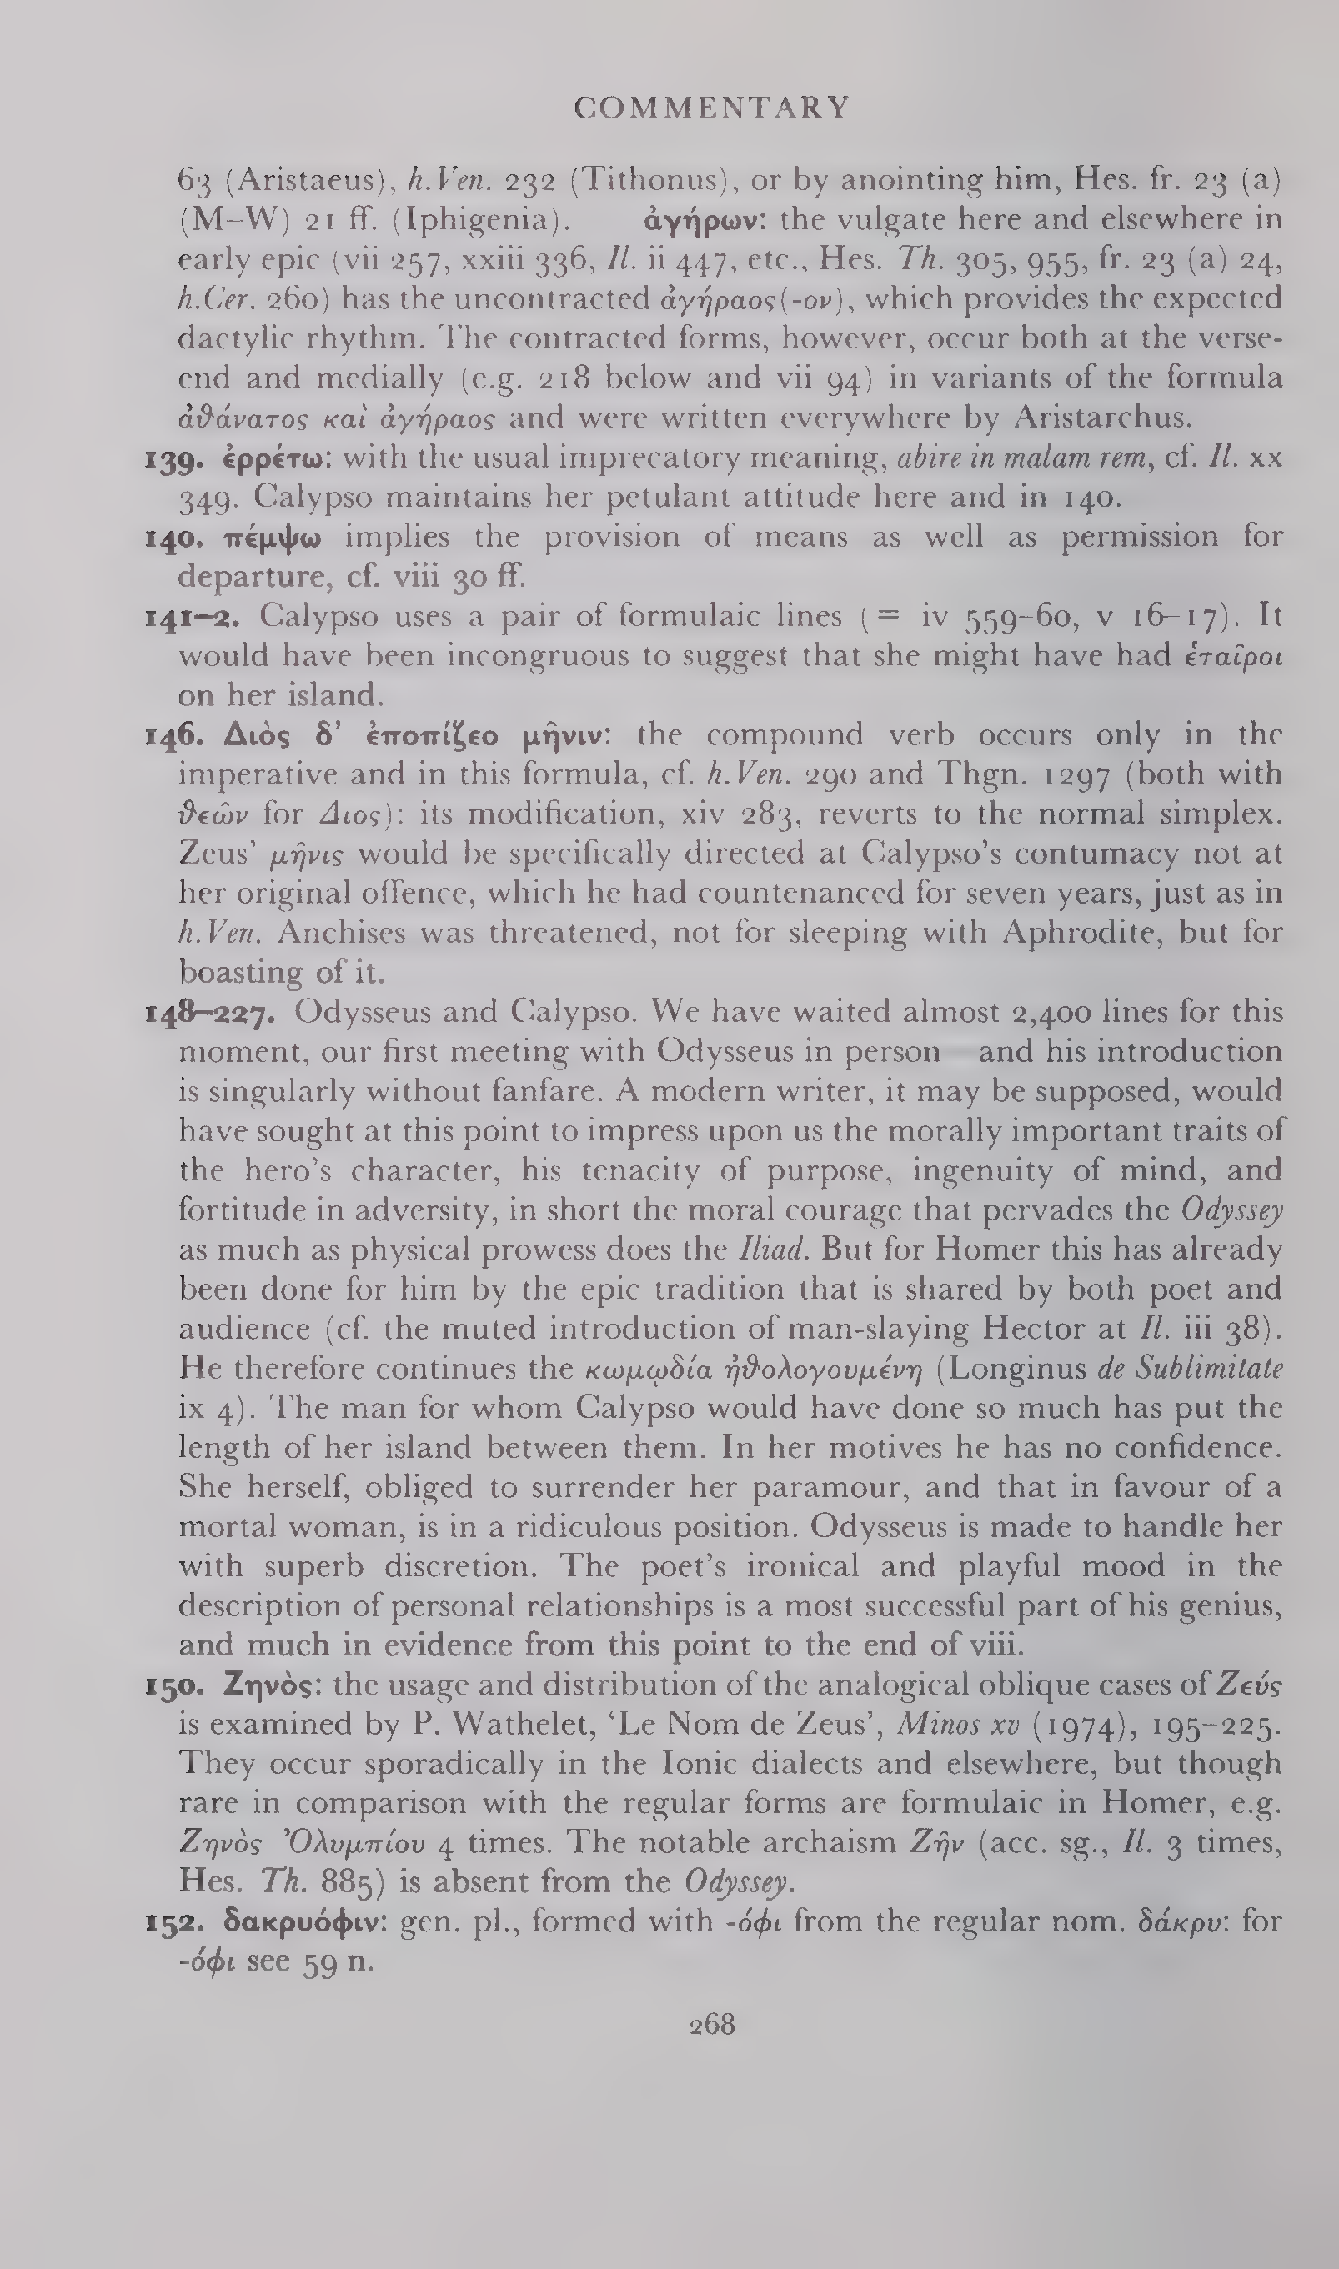 COMMENTARY
63 (Aristaeus), h.Ven. 232 (Tithonus), or by anointing him, Hes. fr. 23 (a)
(M–W) 21 ff. (Iphigenia). ἀγήρων: the vulgate here and elsewhere in
early epic (vii 257, xxiii 336, Il. ii 447, etc., Hes. Th. 305, 955, fr. 23 (a) 24,
h.Cer. 260) has the uncontracted ἀγήραος(-ον), which provides the expected
dactylic rhythm. The contracted forms, however, occur both at the verse-
end and medially (e.g. 218 below and vii 94) in variants of the formula
ἀϑάνατος καὶ ἀγήραος and were written everywhere by Aristarchus.
139. ἐρρέτω: with the usual imprecatory meaning, abire in malam rem, cf. Il. xx
349. Calypso maintains her petulant attitude here and in 140.
140. πέμψω implies the provision of means as well as permission for
departure, cf. viii 30 ff.
141–2. Calypso uses a pair of formulaic lines (= iv 559–60, v 16–17). It
would have been incongruous to suggest that she might have had ἑταῖροι
on her island.
146. Διὸς δ’ ἐποπίζεο μῆνιν: the compound verb occurs only in the
imperative and in this formula, cf. h.Ven. 290 and Thgn. 1297 (both with
ϑεῶν for Διος): its modification, xiv 283, reverts to the normal simplex.
Zeus’ μῆνις would be specifically directed at Calypso’s contumacy not at
her original offence, which he had countenanced for seven years, just as in
h.Ven. Anchises was threatened, not for sleeping with Aphrodite, but for
boasting of it.
148–227. Odysseus and Calypso. We have waited almost 2,400 lines for this
moment, our first meeting with Odysseus in person and his introduction
is singularly without fanfare. A modern writer, it may be supposed, would
have sought at this point to impress upon us the morally important traits of
the hero’s character, his tenacity of purpose, ingenuity of mind, and
fortitude in adversity, in short the moral courage that pervades the Odyssey
as much as physical prowess does the Iliad. But for Homer this has already
been done for him by the epic tradition that is shared by both poet and
audience (cf. the muted introduction of man-slaying Hector at Il. iii 38).
He therefore continues the κωμῳδία ἠϑολογουμένη (Longinus de Sublimitate
ix 4). The man for whom Calypso would have done so much has put the
length of her island between them. In her motives he has no confidence.
She herself, obliged to surrender her paramour, and that in favour of a
mortal woman, is in a ridiculous position. Odysseus is made to handle her
with superb discretion. The poet’s ironical and playful mood in the
description of personal relationships is a most successful part of his genius,
and much in evidence from this point to the end of viii.
150. Ζηνὸς: the usage and distribution of the analogical oblique cases of Ζεύς
is examined by P. Wathelet, ‘Le Nom de Zeus’, Minos xv (1974), 195–225.
They occur sporadically in the Ionic dialects and elsewhere, but though
rare in comparison with the regular forms are formulaic in Homer, e.g.
Ζηνὸς Ὀλυμπίου 4 times. The notable archaism Ζῆν (acc. sg., Il. 3 times,
Hes. Th. 885) is absent from the Odyssey.
152. δακρυόφιν: gen. pl., formed with -όφι from the regular nom. δάκρυ: for
-όφι see 59 n.
268